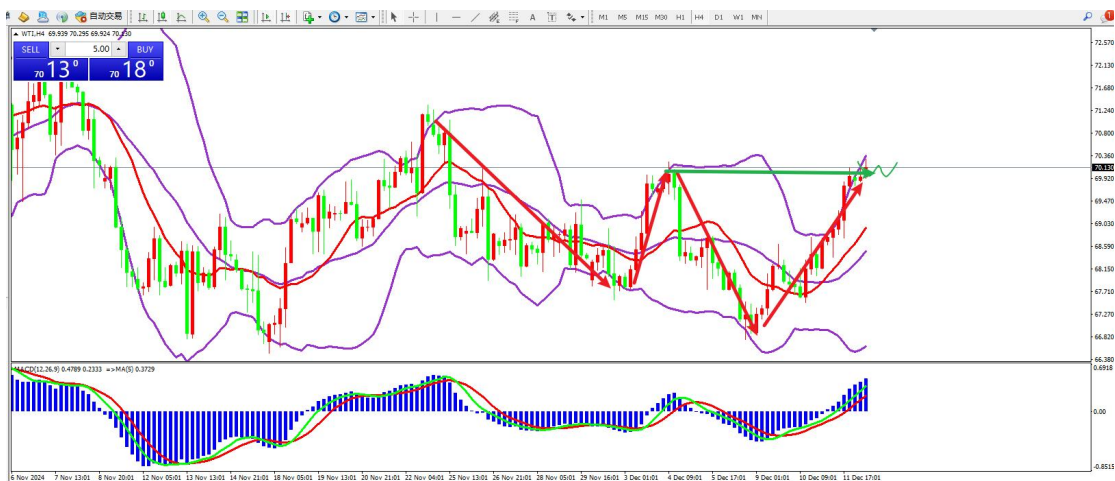 自动交易
M1 M5 M15 M30 H1 H4 D1 W1 MN
WTI,H4 69.939 70.295 69.924 70.130
SELL 5.00 BUY
70 13 0 70 18 0
72.570
72.130
71.680
71.240
70.800
70.360
70.130
69.920
69.470
69.030
68.590
68.150
67.710
67.270
66.820
66.380
MACD(12,26,9) 0.4789 0.2333 =>MA(5) 0.3729
0.6918
0.00
-0.8515
6 Nov 2024 7 Nov 13:01 8 Nov 20:01 12 Nov 05:01 13 Nov 13:01 14 Nov 21:01 18 Nov 05:01 19 Nov 13:01 20 Nov 21:01 22 Nov 04:01 25 Nov 13:01 26 Nov 21:01 28 Nov 05:01 29 Nov 16:01 3 Dec 01:01 4 Dec 09:01 5 Dec 17:01 9 Dec 01:01 10 Dec 09:01 11 Dec 17:01